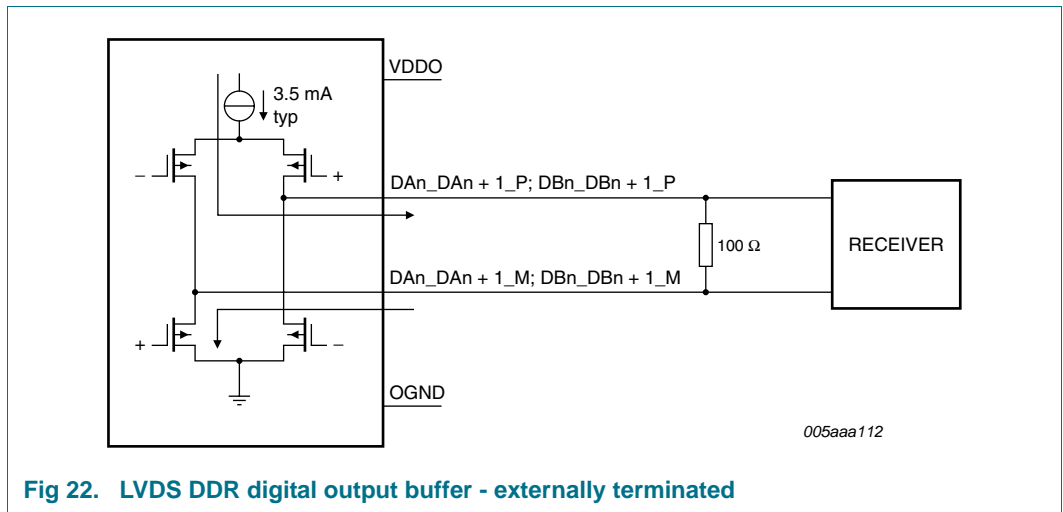 VDDO
3.5 mA
typ
−
+
DAn_DAn + 1_P; DBn_DBn + 1_P
100 Ω
RECEIVER
DAn_DAn + 1_M; DBn_DBn + 1_M
+
−
OGND
005aaa112
Fig 22. LVDS DDR digital output buffer - externally terminated